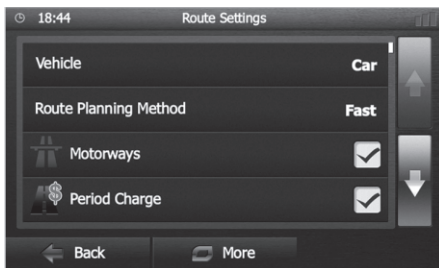 18:44 Route Settings
Vehicle Car
Route Planning Method Fast
Motorways
Period Charge
Back More